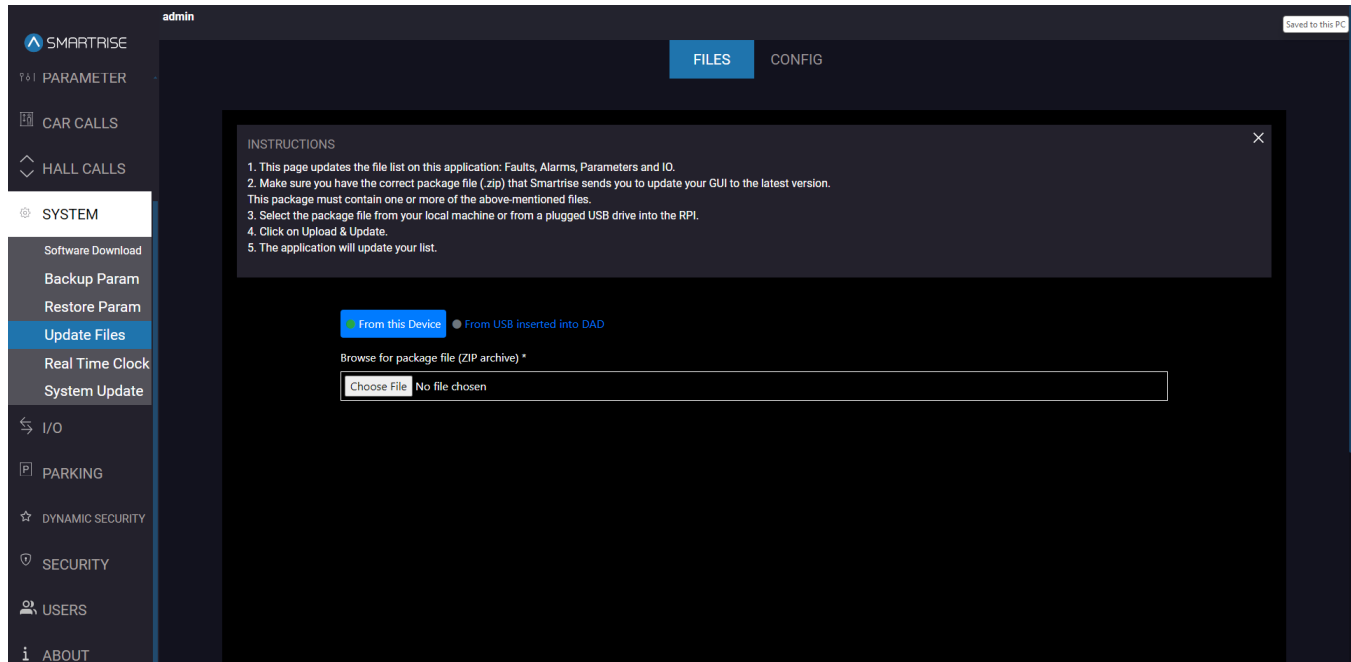 admin
Saved to this PC
SMARTRISE
PARAMETER
CAR CALLS
HALL CALLS
SYSTEM
Software Download
Backup Param
Restore Param
Update Files
Real Time Clock
System Update
I/O
PARKING
DYNAMIC SECURITY
SECURITY
USERS
ABOUT
FILES CONFIG
INSTRUCTIONS
1. This page updates the file list on this application: Faults, Alarms, Parameters and IO.
2. Make sure you have the correct package file (.zip) that Smartrise sends you to update your GUI to the latest version.
This package must contain one or more of the above-mentioned files.
3. Select the package file from your local machine or from a plugged USB drive into the RPI.
4. Click on Upload & Update.
5. The application will update your list.
From this Device From USB inserted into DAD
Browse for package file (ZIP archive) *
Choose File No file chosen